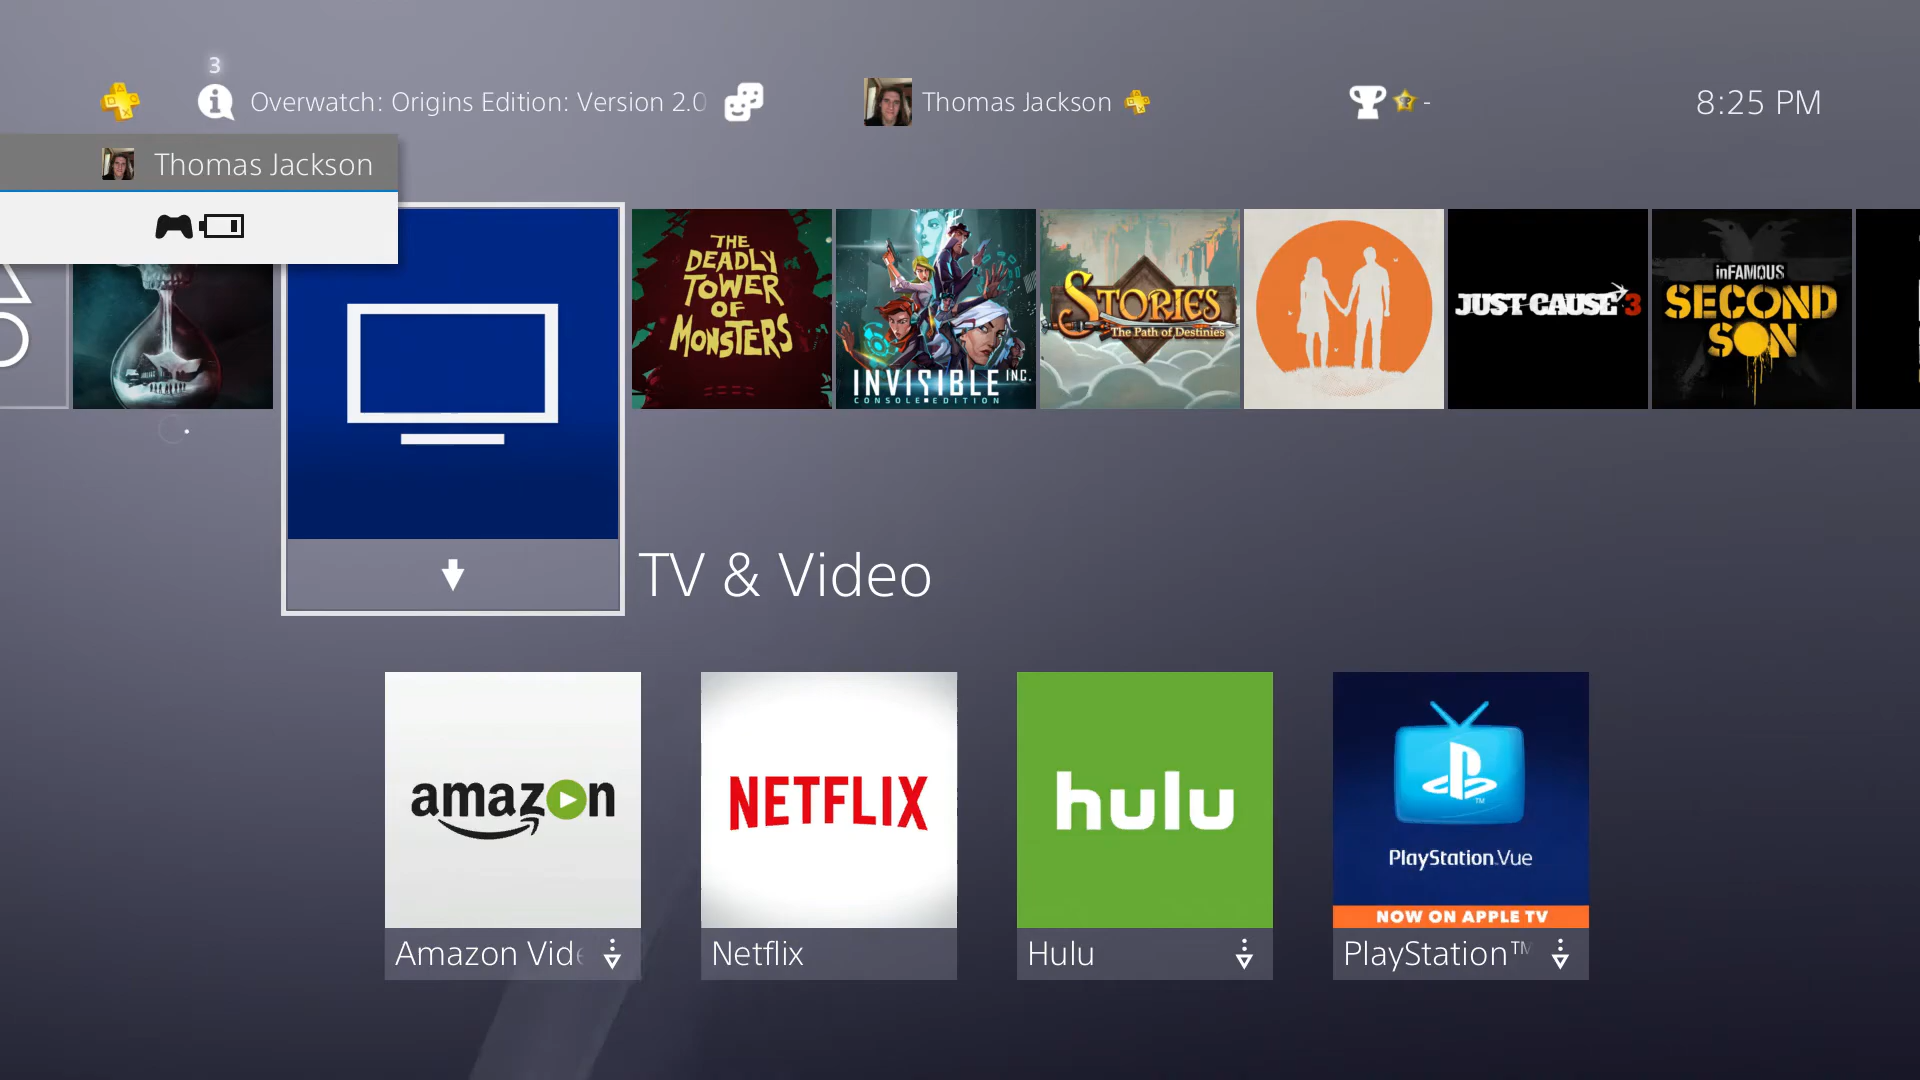 3
Overwatch: Origins Edition: Version 2.0
Thomas Jackson
-
8:25 PM
Thomas Jackson
THE DEADLY TOWER OF MONSTERS
INVISIBLE INC.
CONSOLE EDITION
STORIES
The Path of Destinies
JUST CAUSE 3
inFAMOUS
SECOND
SON
TV & Video
amazon
NETFLIX
hulu
PlayStation Vue
NOW ON APPLE TV
Amazon Vide
Netflix
Hulu
PlayStation™